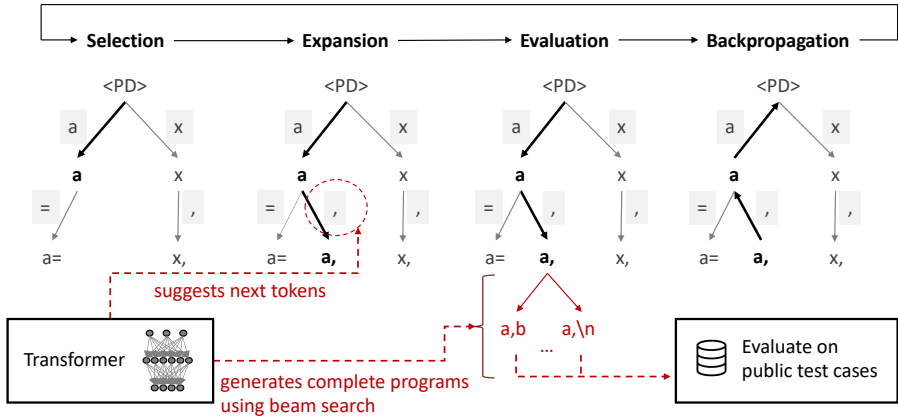 Selection Expansion Evaluation Backpropagation
<PD> <PD> <PD> <PD>
a x a x a x a x
a x a x a x a x
= , = , , = , , = ,
a= x, a= a, x, a= a, x, a= a, x,
suggests next tokens
a,b a,\n
...
Transformer
Evaluate on
public test cases
generates complete programs
using beam search